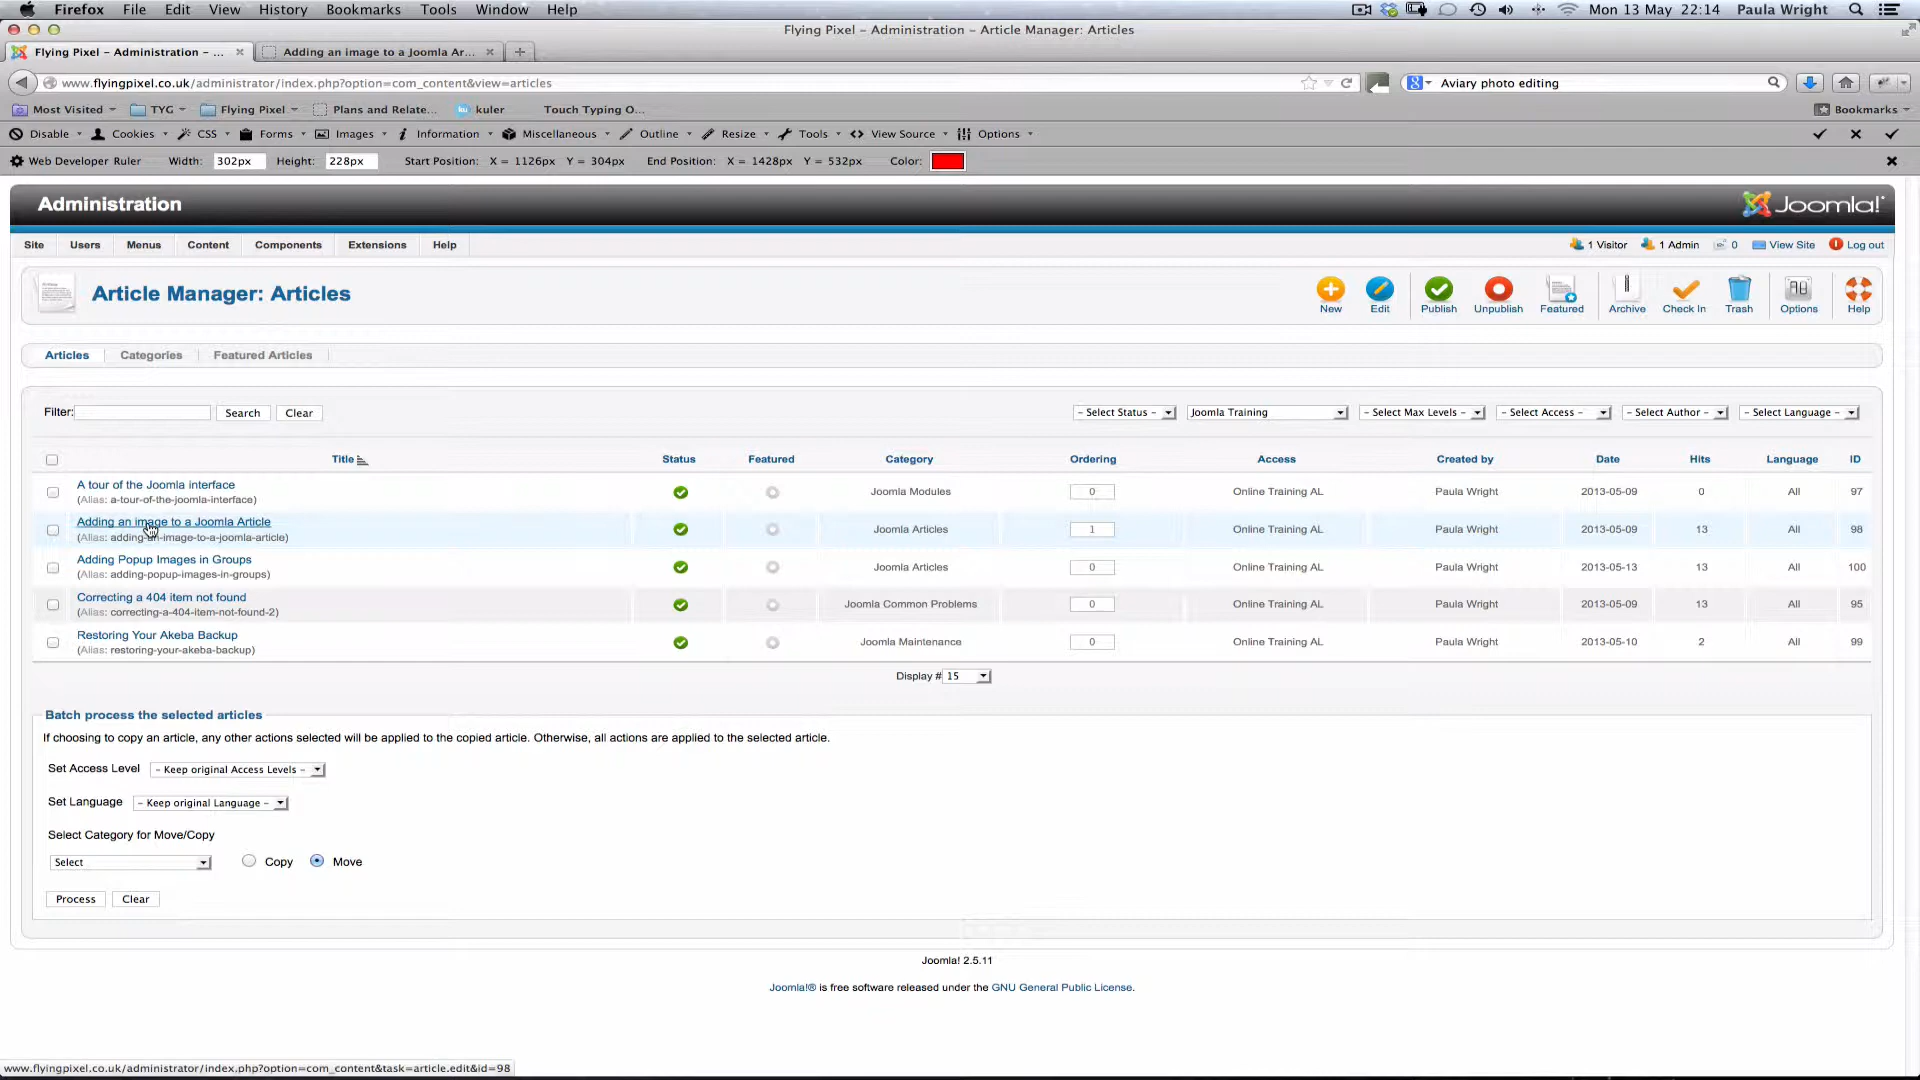 Firefox File Edit View History Bookmarks Tools Window Help Mon 13 May 22:14 Paula Wright
Flying Pixel – Administration – Article Manager: Articles
Flying Pixel – Administration – ... Adding an image to a Joomla Ar...
www.flyingpixel.co.uk/administrator/index.php?option=com_content&view=articles Aviary photo editing
Most Visited TYG Flying Pixel Plans and Relate... ku kuler Touch Typing O... Bookmarks
Disable Cookies CSS Forms Images Information Miscellaneous Outline Resize Tools View Source Options
Web Developer Ruler Width: 302px Height: 228px Start Position: X = 1126px Y = 304px End Position: X = 1428px Y = 532px Color:
Administration Joomla!
Site Users Menus Content Components Extensions Help 1 Visitor 1 Admin 0 View Site Log out
Article Manager: Articles New Edit Publish Unpublish Featured Archive Check In Trash Options Help
Articles Categories Featured Articles
Filter: Search Clear – Select Status – Joomla Training – Select Max Levels – – Select Access – – Select Author – – Select Language –
Title Status Featured Category Ordering Access Created by Date Hits Language ID
A tour of the Joomla interface
(Alias: a-tour-of-the-joomla-interface) Joomla Modules 0 Online Training AL Paula Wright 2013-05-09 0 All 97
Adding an image to a Joomla Article
(Alias: adding-an-image-to-a-joomla-article) Joomla Articles 1 Online Training AL Paula Wright 2013-05-09 13 All 98
Adding Popup Images in Groups
(Alias: adding-popup-images-in-groups) Joomla Articles 0 Online Training AL Paula Wright 2013-05-13 13 All 100
Correcting a 404 item not found
(Alias: correcting-a-404-item-not-found-2) Joomla Common Problems 0 Online Training AL Paula Wright 2013-05-09 13 All 95
Restoring Your Akeba Backup
(Alias: restoring-your-akeba-backup) Joomla Maintenance 0 Online Training AL Paula Wright 2013-05-10 2 All 99
Display # 15
Batch process the selected articles
If choosing to copy an article, any other actions selected will be applied to the copied article. Otherwise, all actions are applied to the selected article.
Set Access Level – Keep original Access Levels –
Set Language – Keep original Language –
Select Category for Move/Copy
Select Copy Move
Process Clear
Joomla! 2.5.11
Joomla!® is free software released under the GNU General Public License.
www.flyingpixel.co.uk/administrator/index.php?option=com_content&task=article.edit&id=98